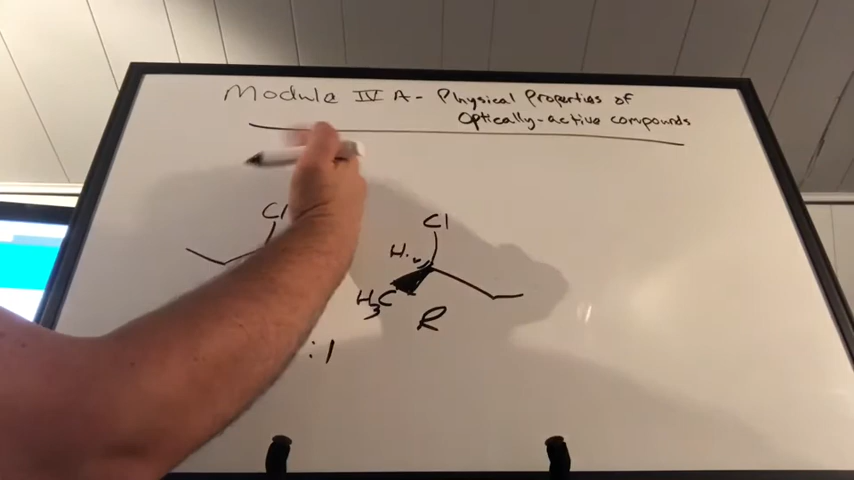 Module IV A- Physical Properties of
Optically-active compounds
Cl
Cl
H
H3C
R
:1